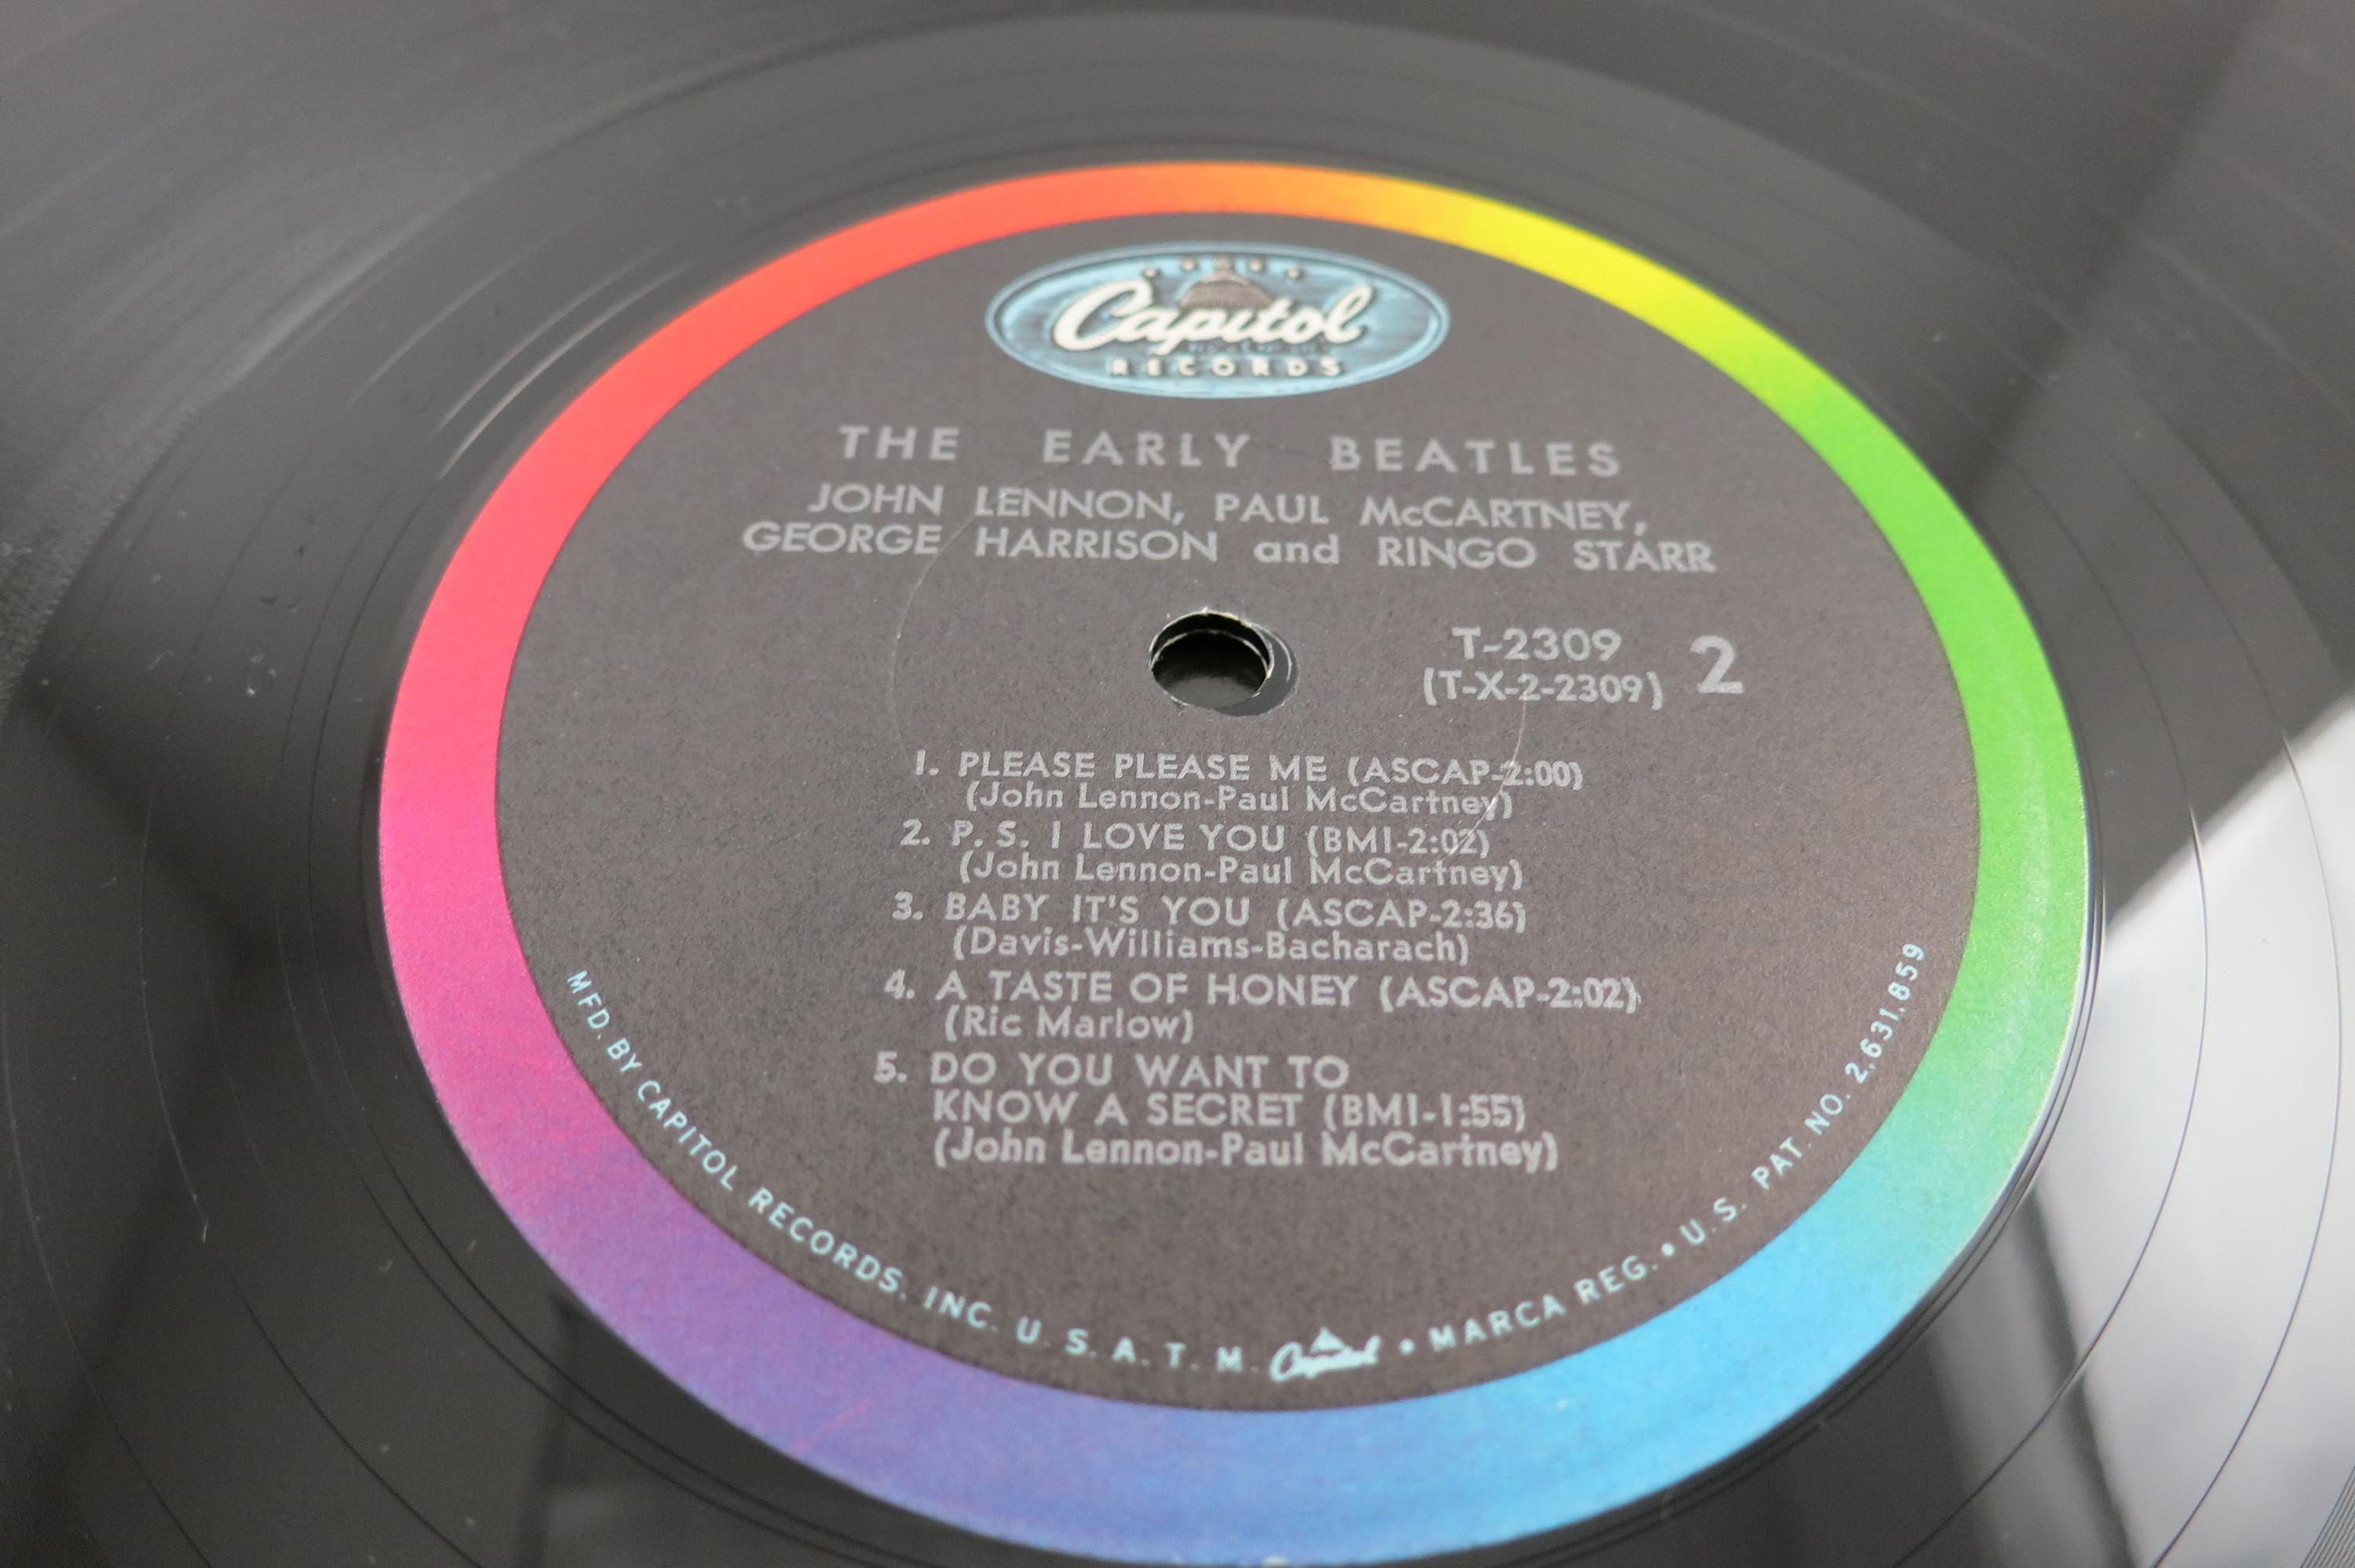 Capitol
RECORDS
THE EARLY BEATLES
JOHN LENNON, PAUL McCARTNEY,
GEORGE HARRISON and RINGO STARR
T-2309
(T-X-2-2309)
2
1. PLEASE PLEASE ME (ASCAP-2:00)
(John Lennon-Paul McCartney)
2. P. S. I LOVE YOU (BMI-2:02)
(John Lennon-Paul McCartney)
3. BABY IT'S YOU (ASCAP-2:36)
(Davis-Williams-Bacharach)
4. A TASTE OF HONEY (ASCAP-2:02)
(Ric Marlow)
5. DO YOU WANT TO
KNOW A SECRET (BMI-1:55)
(John Lennon-Paul McCartney)
MFD. BY CAPITOL RECORDS, INC. U. S. A. T. M. Capitol • MARCA REG. • U. S. PAT. NO. 2,631,859